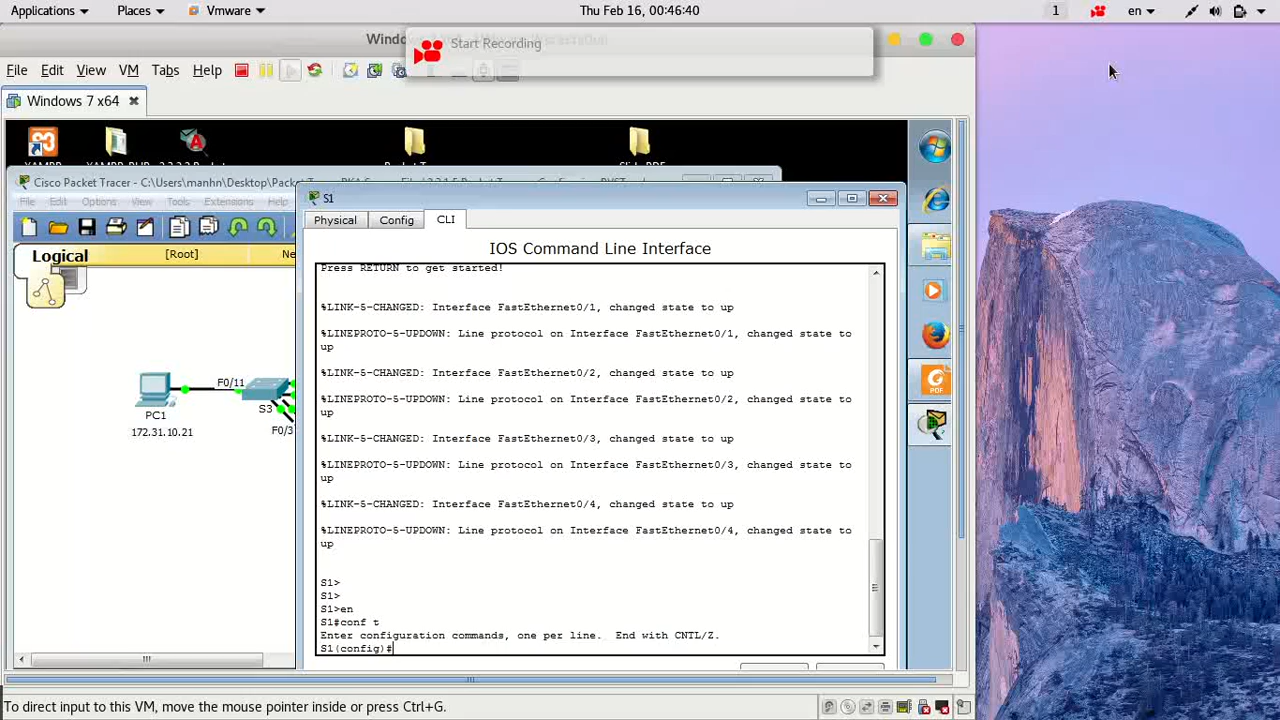 Applications Places Vmware Thu Feb 16, 00:46:40 1 en
Start Recording
File Edit View VM Tabs Help
Windows 7 x64
Cisco Packet Tracer - C:\Users\manhn\Desktop\Packet
S1
File Edit Options View Tools Extensions Help
Physical Config CLI
Logical [Root]
IOS Command Line Interface
Press RETURN to get started!
%LINK-5-CHANGED: Interface FastEthernet0/1, changed state to up
%LINEPROTO-5-UPDOWN: Line protocol on Interface FastEthernet0/1, changed state to
up
%LINK-5-CHANGED: Interface FastEthernet0/2, changed state to up
%LINEPROTO-5-UPDOWN: Line protocol on Interface FastEthernet0/2, changed state to
up
%LINK-5-CHANGED: Interface FastEthernet0/3, changed state to up
%LINEPROTO-5-UPDOWN: Line protocol on Interface FastEthernet0/3, changed state to
up
%LINK-5-CHANGED: Interface FastEthernet0/4, changed state to up
%LINEPROTO-5-UPDOWN: Line protocol on Interface FastEthernet0/4, changed state to
up
S1>
S1>
S1>en
S1#conf t
Enter configuration commands, one per line. End with CNTL/Z.
S1(config)#
F0/11
PC1
S3
172.31.10.21
F0/3
PDF
To direct input to this VM, move the mouse pointer inside or press Ctrl+G.